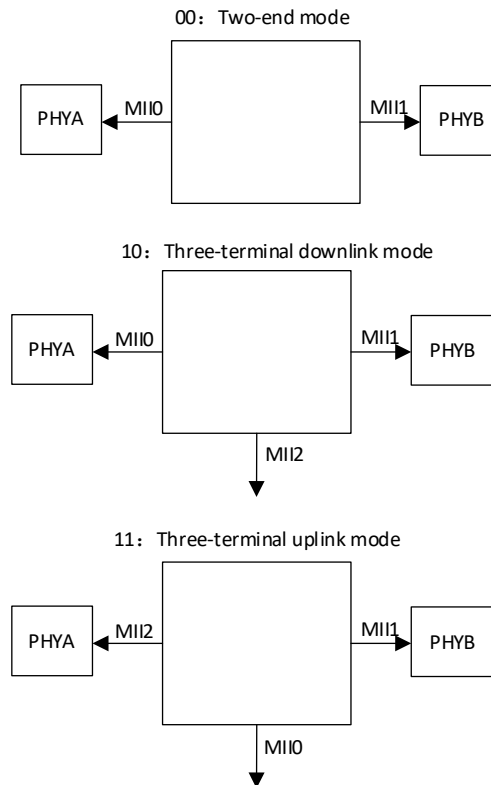 00：Two-end mode
PHYA
MII0
MII1
PHYB
10：Three-terminal downlink mode
PHYA
MII0
MII1
PHYB
MII2
11：Three-terminal uplink mode
PHYA
MII2
MII1
PHYB
MII0